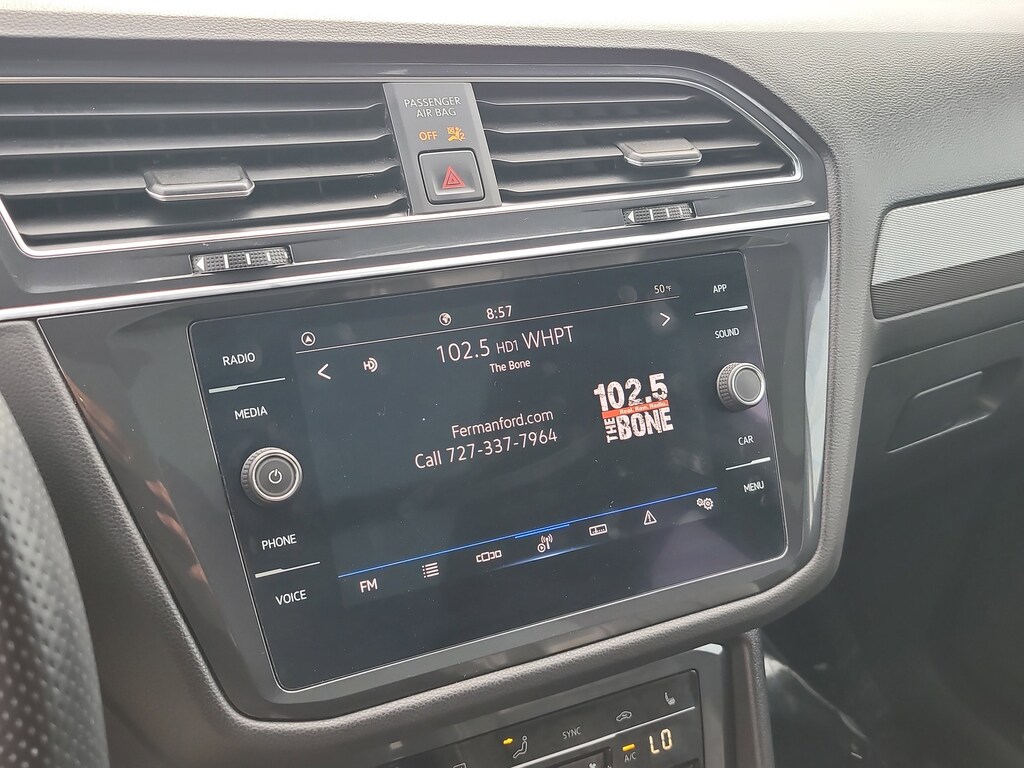 PASSENGER
AIR BAG
OFF
2
50°F
APP
8:57
RADIO
102.5 HD1 WHPT
SOUND
The Bone
MEDIA
102.5
THE BONE
Fermanford.com
Call 727-337-7964
CAR
MENU
PHONE
FM
VOICE
SYNC
A/C
LO